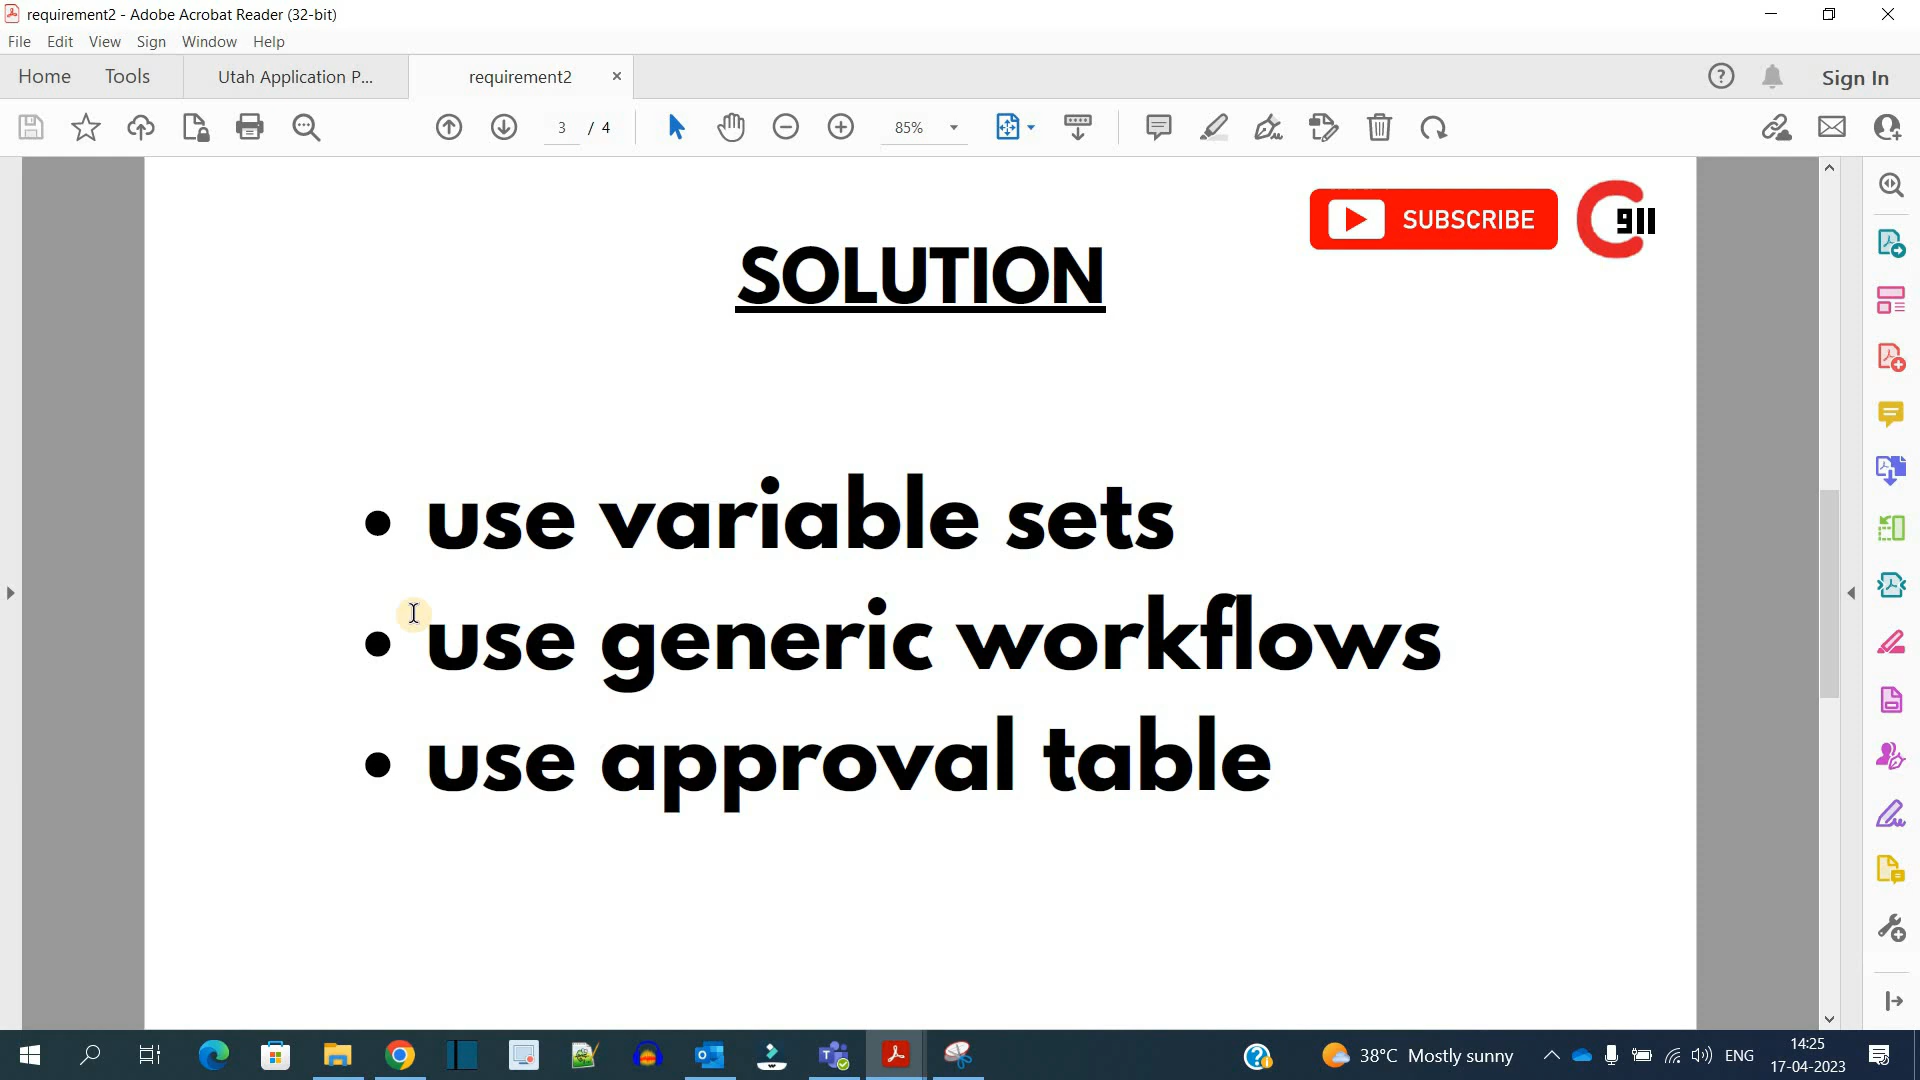 requirement2 - Adobe Acrobat Reader (32-bit)
File Edit View Sign Window Help
Home Tools Utah Application P... requirement2 × Sign In
3 / 4 85%
SUBSCRIBE C 911
SOLUTION
• use variable sets
• use generic workflows
• use approval table
38°C Mostly sunny ENG 14:25
17-04-2023